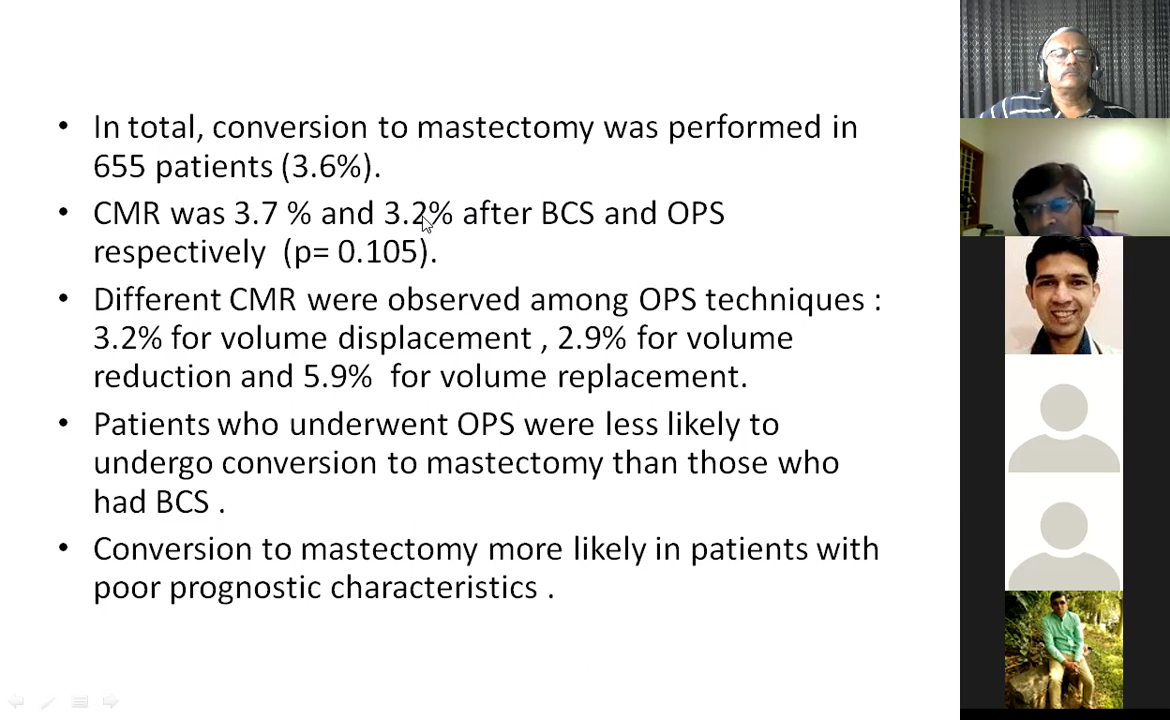 • In total, conversion to mastectomy was performed in
655 patients (3.6%).
• CMR was 3.7 % and 3.2% after BCS and OPS
respectively (p= 0.105).
• Different CMR were observed among OPS techniques :
3.2% for volume displacement , 2.9% for volume
reduction and 5.9% for volume replacement.
• Patients who underwent OPS were less likely to
undergo conversion to mastectomy than those who
had BCS .
• Conversion to mastectomy more likely in patients with
poor prognostic characteristics .